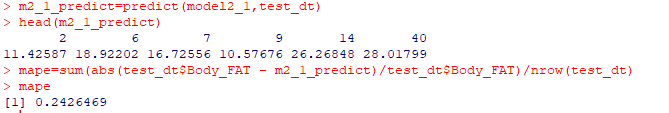 > m2_1_predict=predict(model2_1,test_dt)
> head(m2_1_predict)
2 6 7 9 14 40
11.42587 18.92202 16.72556 10.57676 26.26848 28.01799
> mape=sum(abs(test_dt$Body_FAT - m2_1_predict)/test_dt$Body_FAT)/nrow(test_dt)
> mape
[1] 0.2426469